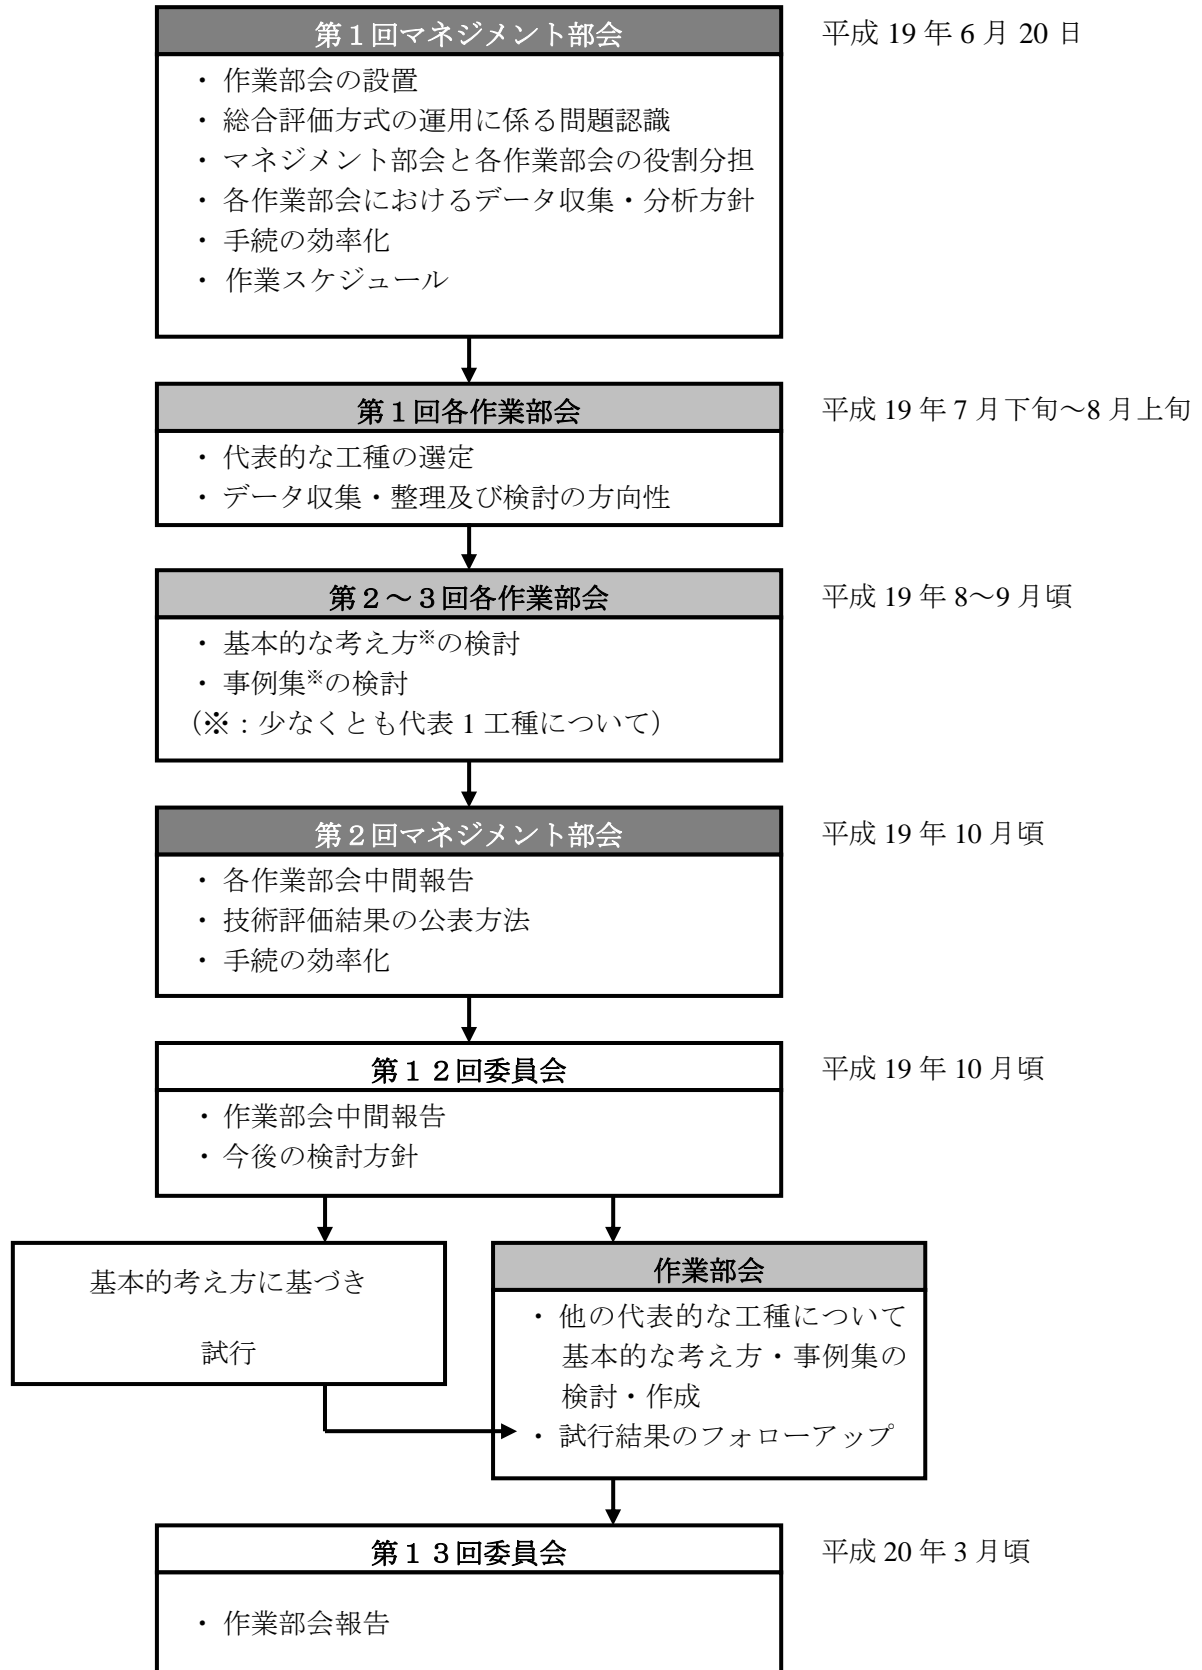 第１回マネジメント部会
平成 19 年 6 月 20 日
・ 作業部会の設置
・ 総合評価方式の運用に係る問題認識
・ マネジメント部会と各作業部会の役割分担
・ 各作業部会におけるデータ収集・分析方針
・ 手続の効率化
・ 作業スケジュール
第１回各作業部会
平成 19 年 7 月下旬～8 月上旬
・ 代表的な工種の選定
・ データ収集・整理及び検討の方向性
第２～３回各作業部会
平成 19 年 8～9 月頃
・ 基本的な考え方※の検討
・ 事例集※の検討
（※：少なくとも代表 1 工種について）
第２回マネジメント部会
平成 19 年 10 月頃
・ 各作業部会中間報告
・ 技術評価結果の公表方法
・ 手続の効率化
第１２回委員会
平成 19 年 10 月頃
・ 作業部会中間報告
・ 今後の検討方針
基本的考え方に基づき
試行
作業部会
・ 他の代表的な工種について
基本的な考え方・事例集の
検討・作成
・ 試行結果のフォローアップ
第１３回委員会
平成 20 年 3 月頃
・ 作業部会報告